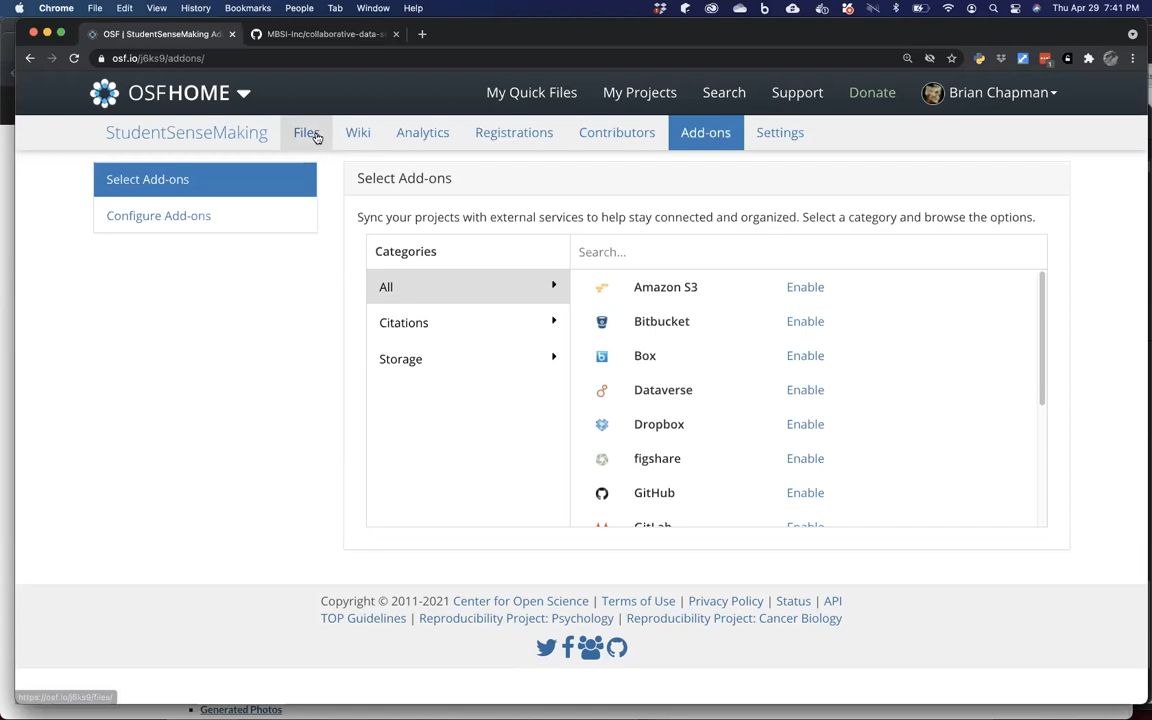 Chrome File Edit View History Bookmarks People Tab Window Help Thu Apr 29 7:41 PM
OSF | StudentSenseMaking Ad MBSI-Inc/collaborative-data-s
osf.io/j6ks9/addons/
OSFHOME My Quick Files My Projects Search Support Donate Brian Chapman
StudentSenseMaking Files Wiki Analytics Registrations Contributors Add-ons Settings
Select Add-ons
Configure Add-ons
Select Add-ons
Sync your projects with external services to help stay connected and organized. Select a category and browse the options.
Categories
Search...
All
Citations
Storage
Amazon S3 Enable
Bitbucket Enable
Box Enable
Dataverse Enable
Dropbox Enable
figshare Enable
GitHub Enable
GitLab Enable
Copyright © 2011-2021 Center for Open Science | Terms of Use | Privacy Policy | Status | API
TOP Guidelines | Reproducibility Project: Psychology | Reproducibility Project: Cancer Biology
https://osf.io/j6ks9/files/
Generated Photos